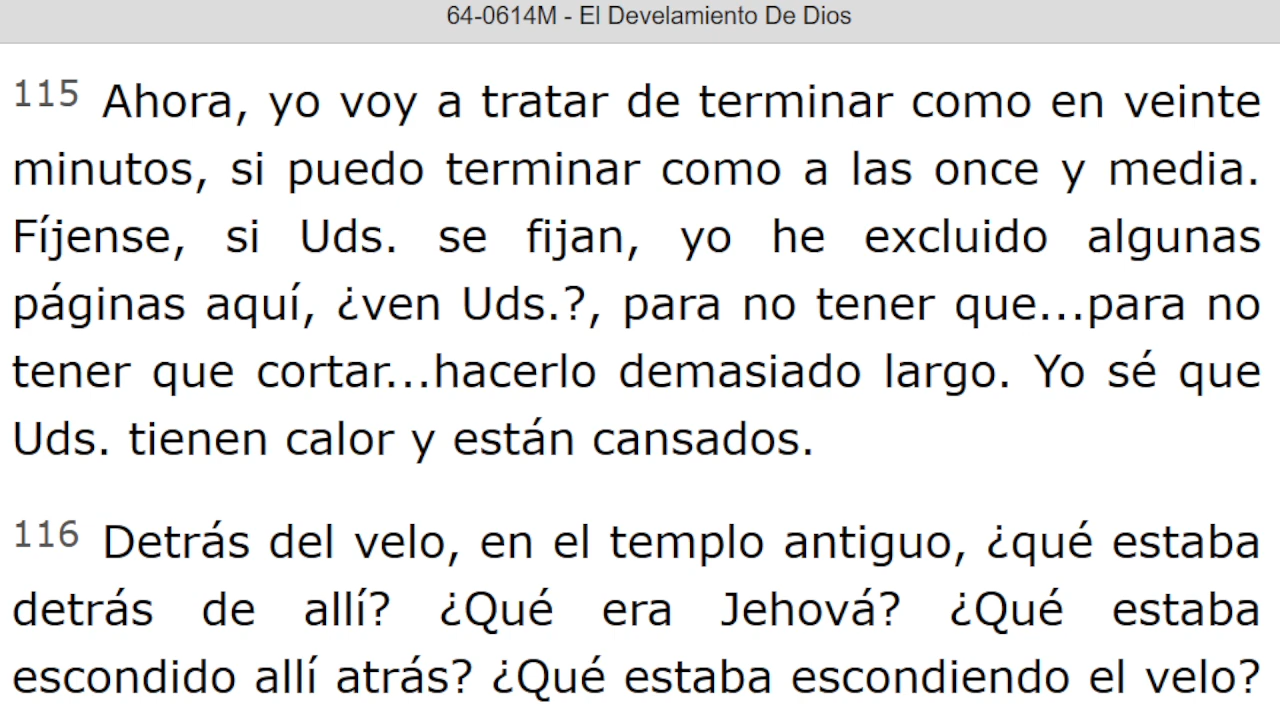 64-0614M - El Develamiento De Dios
115 Ahora, yo voy a tratar de terminar como en veinte
minutos, si puedo terminar como a las once y media.
Fíjense, si Uds. se fijan, yo he excluido algunas
páginas aquí, ¿ven Uds.?, para no tener que...para no
tener que cortar...hacerlo demasiado largo. Yo sé que
Uds. tienen calor y están cansados.
116 Detrás del velo, en el templo antiguo, ¿qué estaba
detrás de allí? ¿Qué era Jehová? ¿Qué estaba
escondido allí atrás? ¿Qué estaba escondiendo el velo?